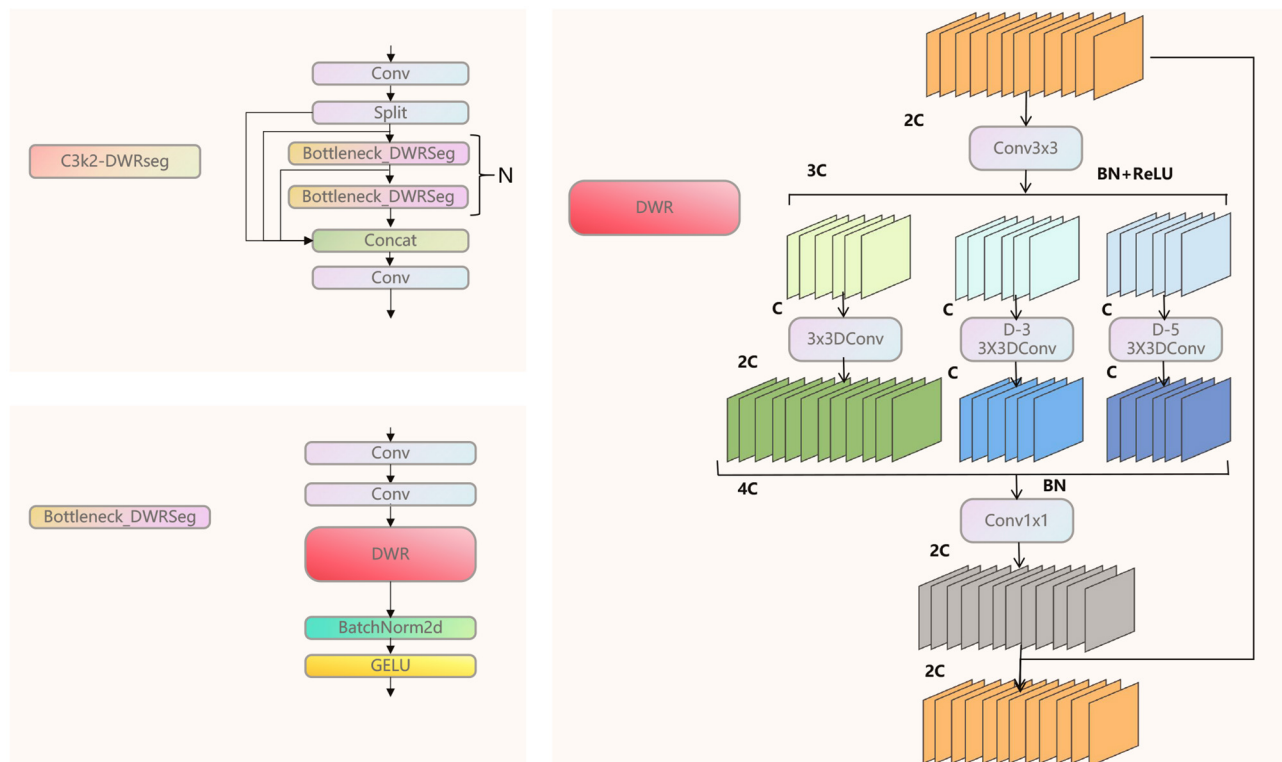 C3k2-DWRseg
Conv
Split
Bottleneck_DWRSeg
Bottleneck_DWRSeg
N
Concat
Conv
Bottleneck_DWRSeg
Conv
Conv
DWR
BatchNorm2d
GELU
DWR
2C
Conv3x3
3C
BN+ReLU
C
C
C
3x3DConv
D-3
3X3DConv
D-5
3X3DConv
2C
C
C
4C
BN
Conv1x1
2C
2C